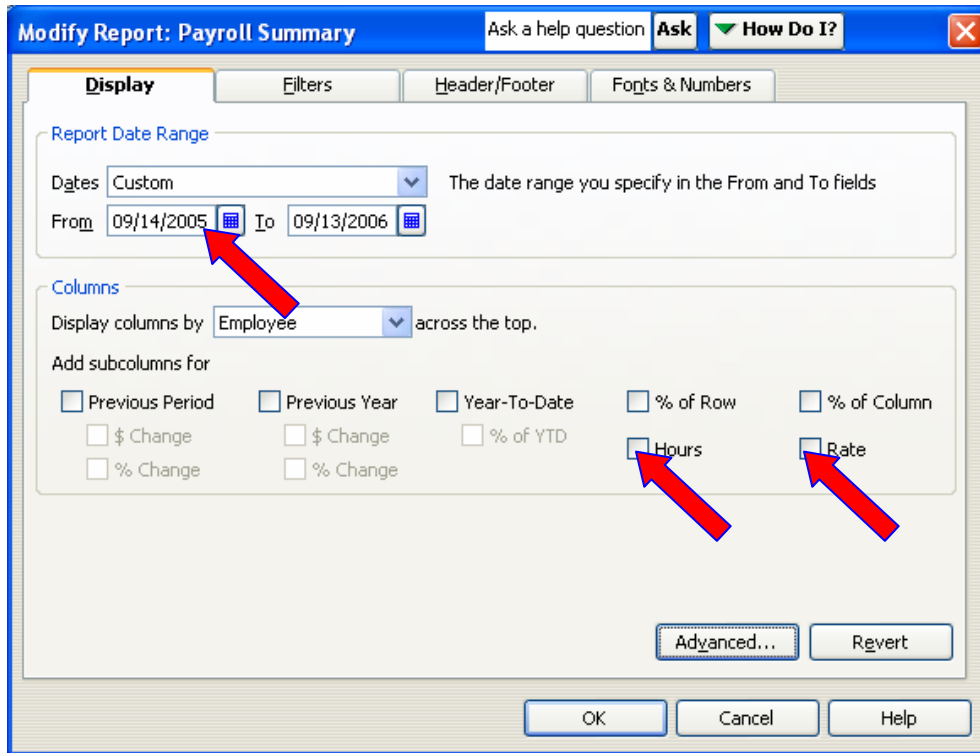 Modify Report: Payroll Summary Ask a help question Ask How Do I?
Display Filters Header/Footer Fonts & Numbers
Report Date Range
Dates Custom The date range you specify in the From and To fields
From 09/14/2005 To 09/13/2006
Columns
Display columns by Employee across the top.
Add subcolumns for
Previous Period Previous Year Year-To-Date % of Row % of Column
$ Change $ Change % of YTD Hours Rate
% Change % Change
Advanced... Revert
OK Cancel Help